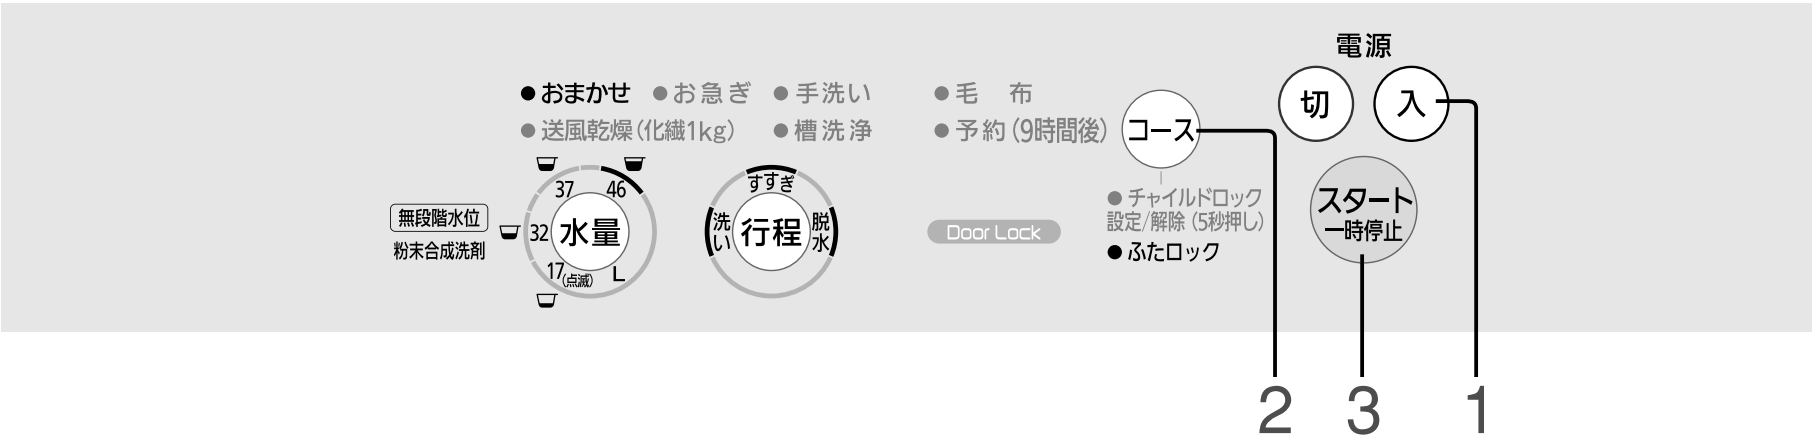 電源
切 入
●おまかせ ●お急ぎ ●手洗い ●毛 布
●送風乾燥(化繊1kg) ●槽洗浄 ●予約(9時間後)
コース
37 46
32 水量
17(点滅) L
無段階水位
粉末合成洗剤
すすぎ
洗い 行程 脱水
Door Lock
●チャイルドロック
設定/解除(5秒押し)
●ふたロック
スタート
一時停止
2 3 1